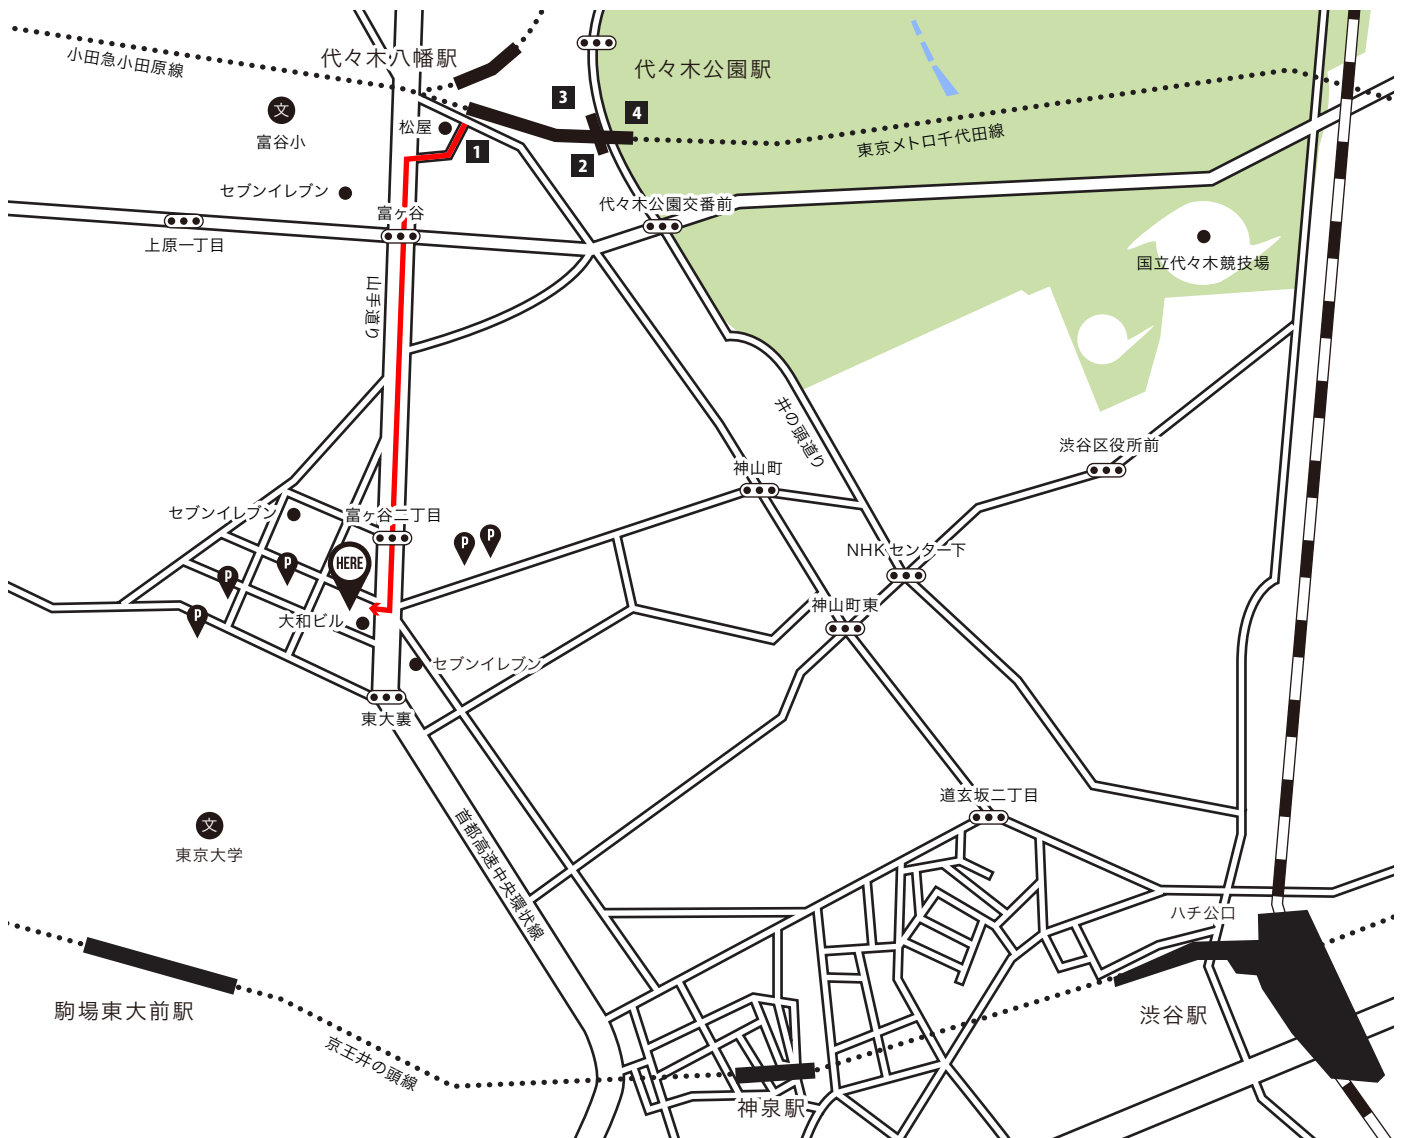 小田急小田原線
代々木八幡駅
代々木公園駅
3
4
文
松屋
富谷小
1
2
東京メトロ千代田線
セブンイレブン
富ヶ谷
代々木公園交番前
上原一丁目
国立代々木競技場
山手道り
井の頭道り
渋谷区役所前
神山町
セブンイレブン
富ヶ谷二丁目
P
P
HERE
P
P
P
NHKセンター下
大和ビル
神山町東
セブンイレブン
東大裏
道玄坂二丁目
文
東京大学
首都高速中央環状線
ハチ公口
駒場東大前駅
渋谷駅
京王井の頭線
神泉駅